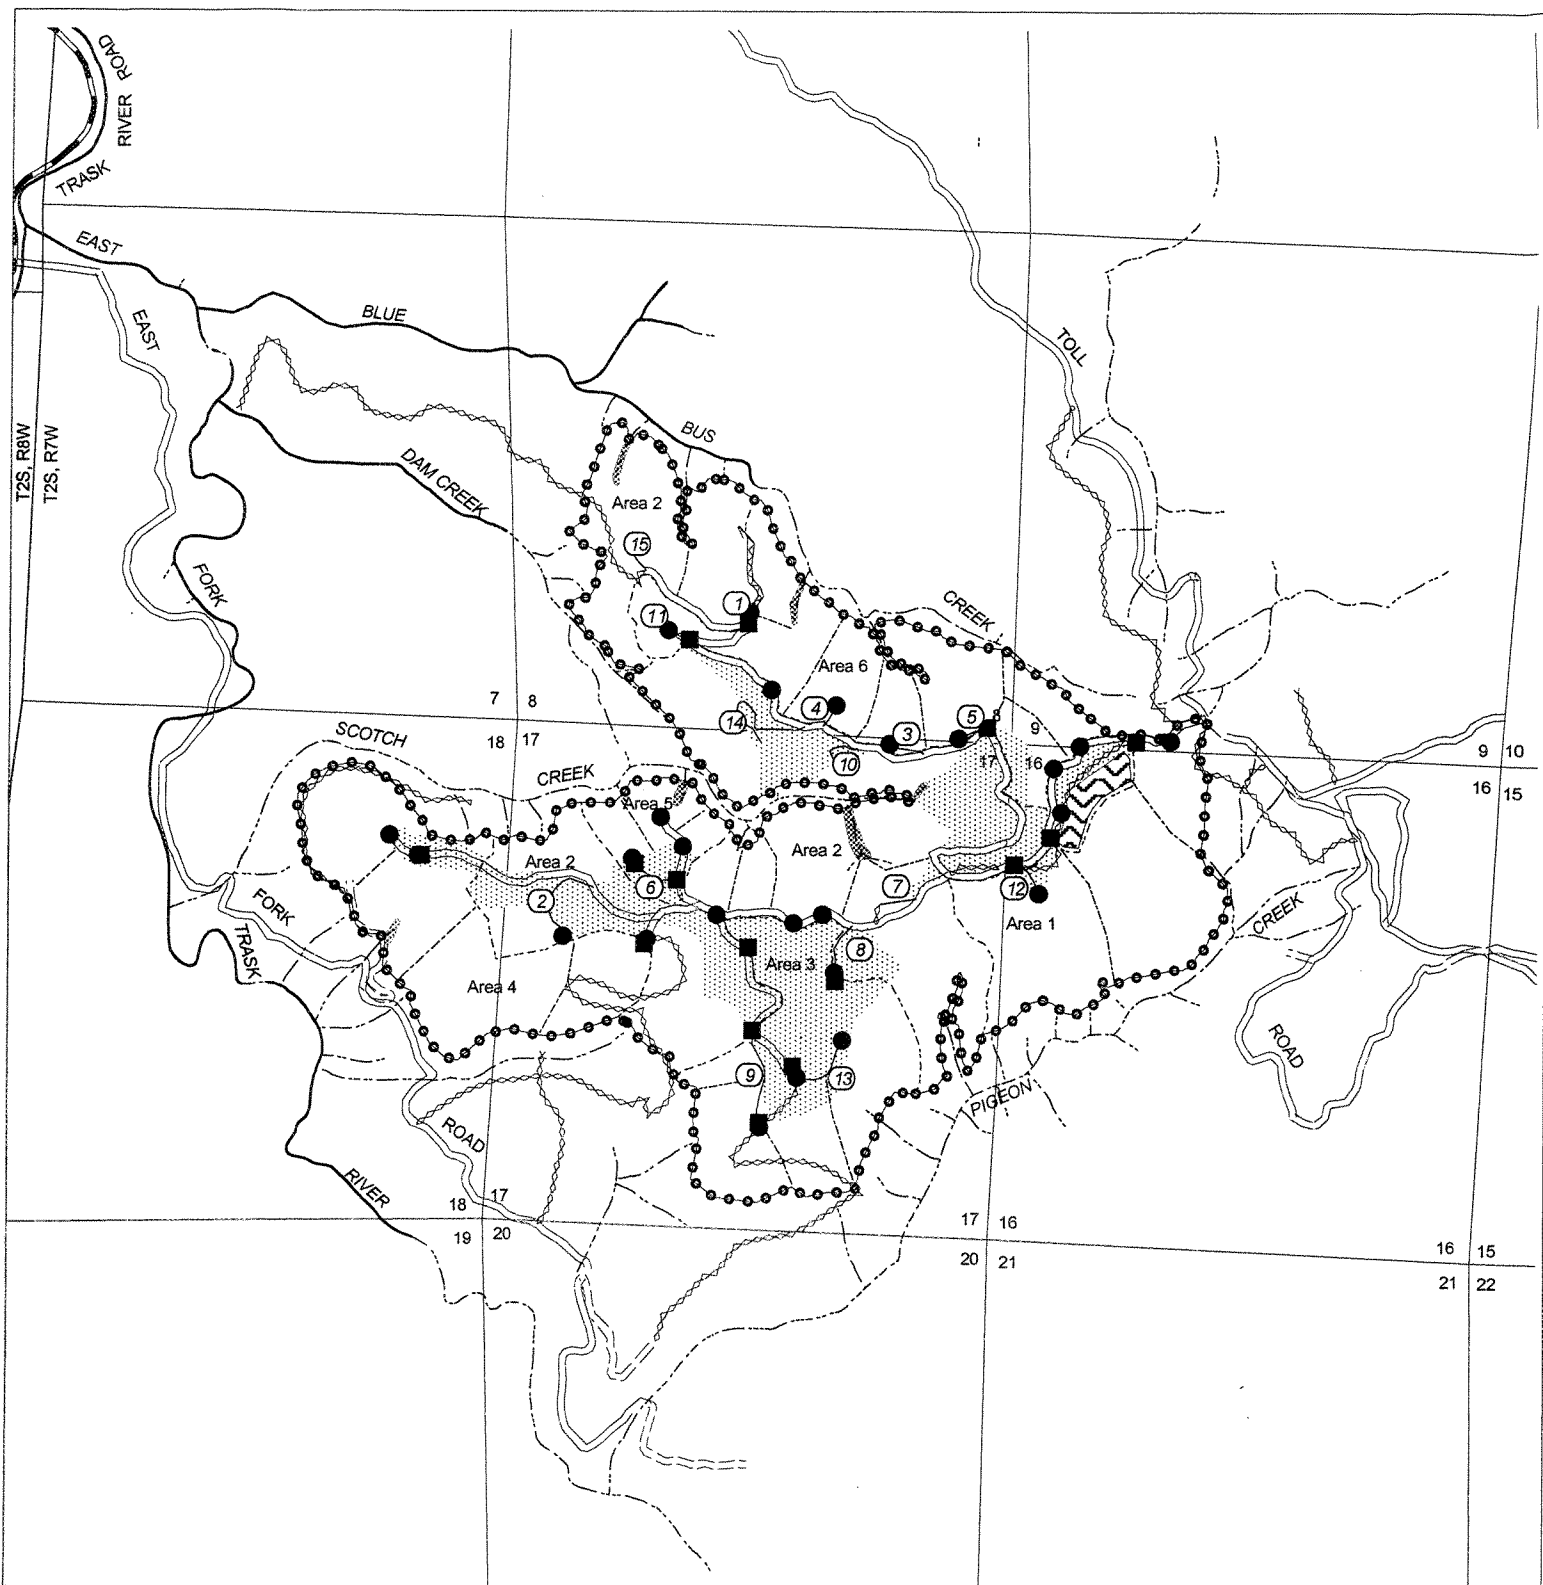 ROAD
RIVER
TRASK
EAST
BLUE
EAST
TOLL
T2S, R8W
T2S, R7W
BUS
DAM CREEK
Area 2
15
FORK
1
11
CREEK
Area 6
7 8
4
14
5
3
9
9 10
SCOTCH
18 17
10
17
16
CREEK
16 15
Area 5
Area 2
Area 2
6
7
12
FORK
2
Area 1
CREEK
TRASK
8
Area 3
Area 4
ROAD
9
13
PIGEON
ROAD
RIVER
18 17
17 16
19 20
20 21
16 15
21 22